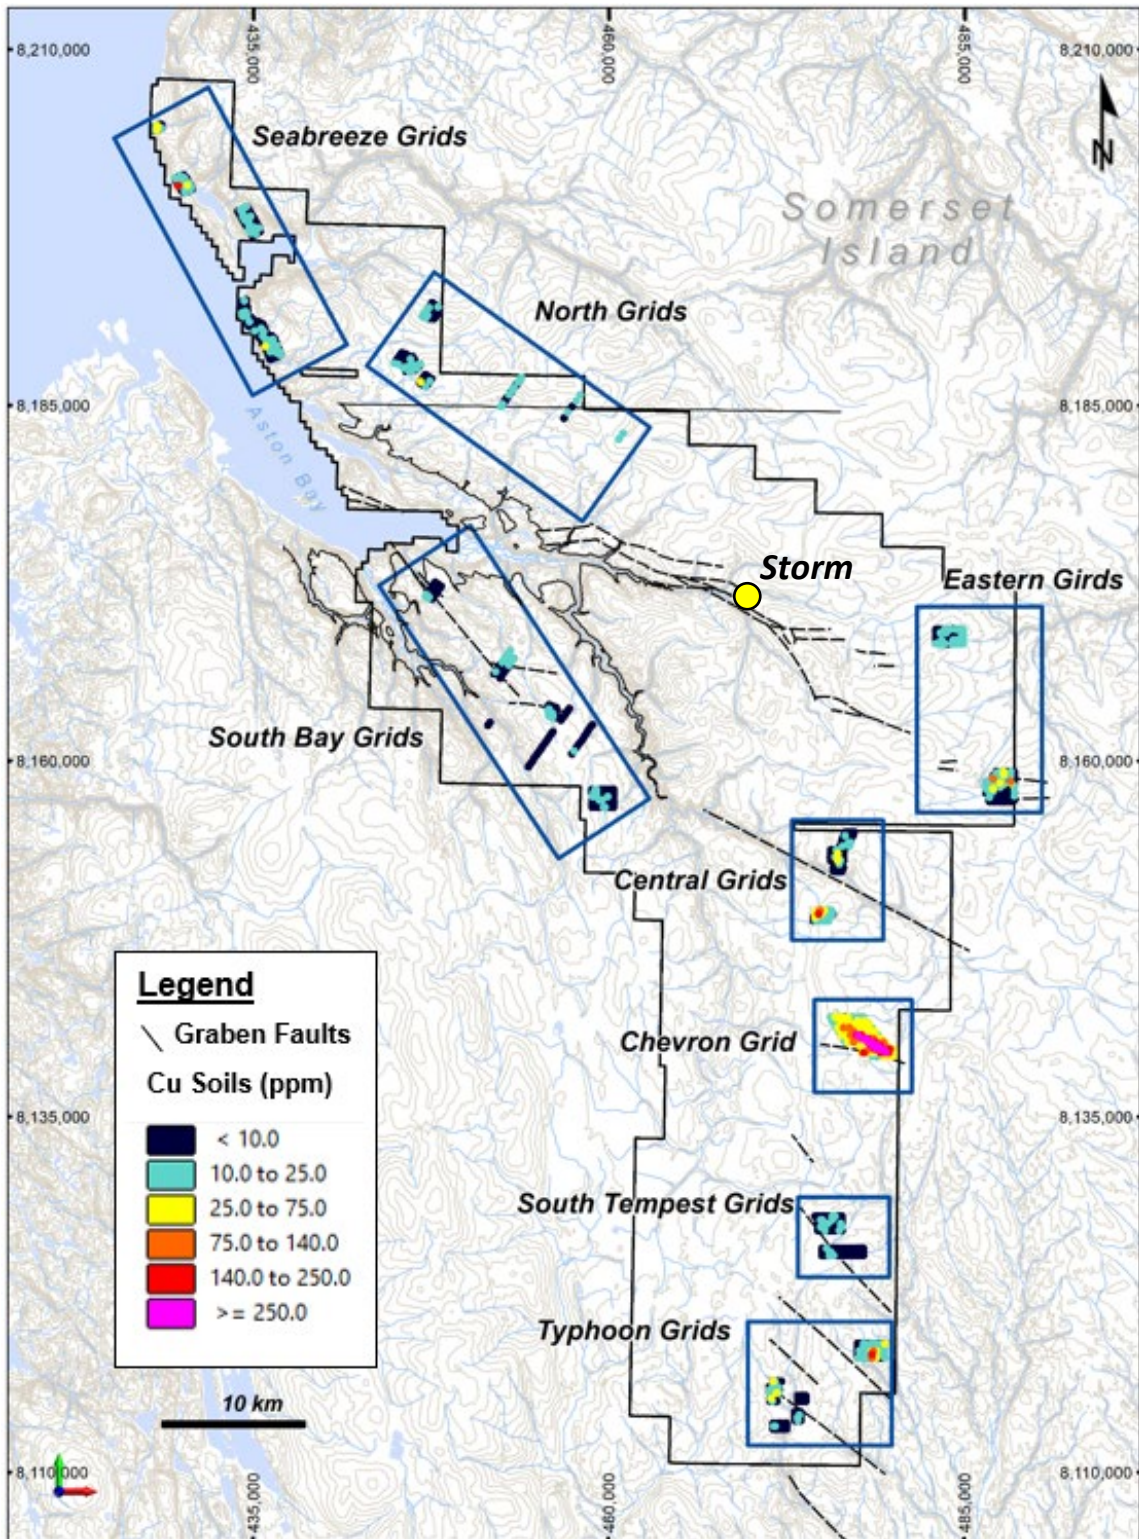 435,000
460,000
485,000
8,210,000
8,210,000
Seabreeze Grids
N
Somerset
Island
North Grids
8,185,000
8,185,000
Aston Bay
Storm
Eastern Girds
South Bay Grids
8,160,000
8,160,000
Central Grids
Legend
Graben Faults
Cu Soils (ppm)
< 10.0
10.0 to 25.0
25.0 to 75.0
75.0 to 140.0
140.0 to 250.0
>= 250.0
Chevron Grid
8,135,000
8,135,000
South Tempest Grids
Typhoon Grids
10 km
8,110,000
8,110,000
435,000
460,000
485,000